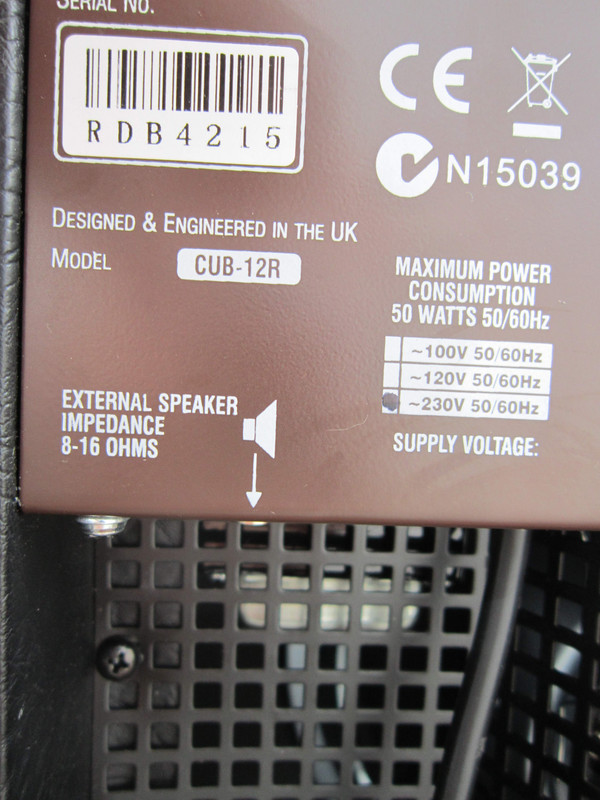 SERIAL NO.
RDB4215
CE
N15039
DESIGNED & ENGINEERED IN THE UK
MODEL CUB-12R
MAXIMUM POWER
CONSUMPTION
50 WATTS 50/60Hz
~100V 50/60Hz
~120V 50/60Hz
~230V 50/60Hz
SUPPLY VOLTAGE:
EXTERNAL SPEAKER
IMPEDANCE
8-16 OHMS